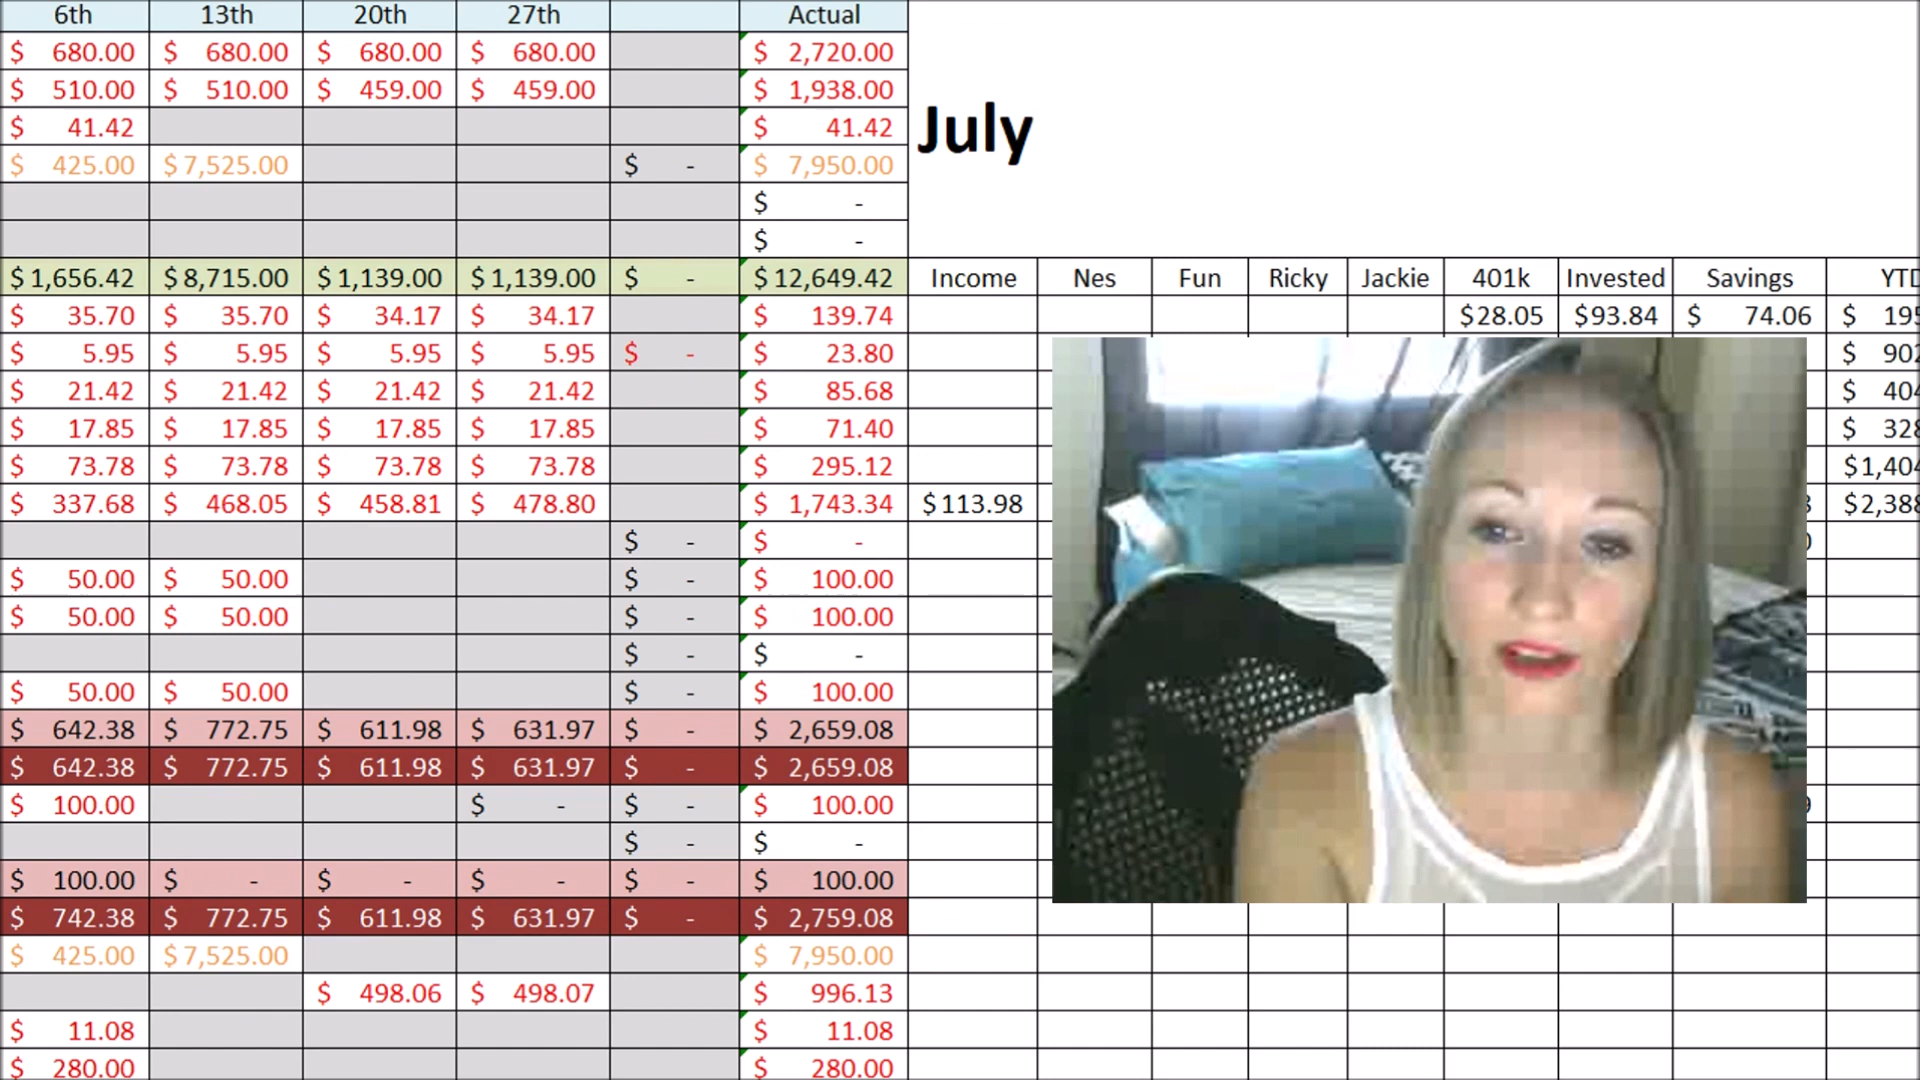 6th 13th 20th 27th Actual
$ 680.00 $ 680.00 $ 680.00 $ 680.00 $ 2,720.00
$ 510.00 $ 510.00 $ 459.00 $ 459.00 $ 1,938.00
$ 41.42 $ 41.42
July
$ 425.00 $7,525.00 $ - $ 7,950.00
$ -
$ -
$1,656.42 $8,715.00 $1,139.00 $1,139.00 $ - $12,649.42 Income Nes Fun Ricky Jackie 401k Invested Savings
$ 35.70 $ 35.70 $ 34.17 $ 34.17 $ 139.74 $28.05 $93.84 $ 74.06 $
$ 5.95 $ 5.95 $ 5.95 $ 5.95 $ - $ 23.80 $
$ 21.42 $ 21.42 $ 21.42 $ 21.42 $ 85.68 $
$ 17.85 $ 17.85 $ 17.85 $ 17.85 $ 71.40 $
$ 73.78 $ 73.78 $ 73.78 $ 73.78 $ 295.12
$ 337.68 $ 468.05 $ 458.81 $ 478.80 $ 1,743.34 $113.98
$ - $ -
$ 50.00 $ 50.00 $ - $ 100.00
$ 50.00 $ 50.00 $ - $ 100.00
$ - $ -
$ 50.00 $ 50.00 $ - $ 100.00
$ 642.38 $ 772.75 $ 611.98 $ 631.97 $ - $ 2,659.08
$ 642.38 $ 772.75 $ 611.98 $ 631.97 $ - $ 2,659.08
$ 100.00 $ - $ - $ 100.00
$ - $ -
$ 100.00 $ - $ - $ - $ - $ 100.00
$ 742.38 $ 772.75 $ 611.98 $ 631.97 $ - $ 2,759.08
$ 425.00 $7,525.00 $ 7,950.00
$ 498.06 $ 498.07 $ 996.13
$ 11.08 $ 11.08
$ 280.00 $ 280.00